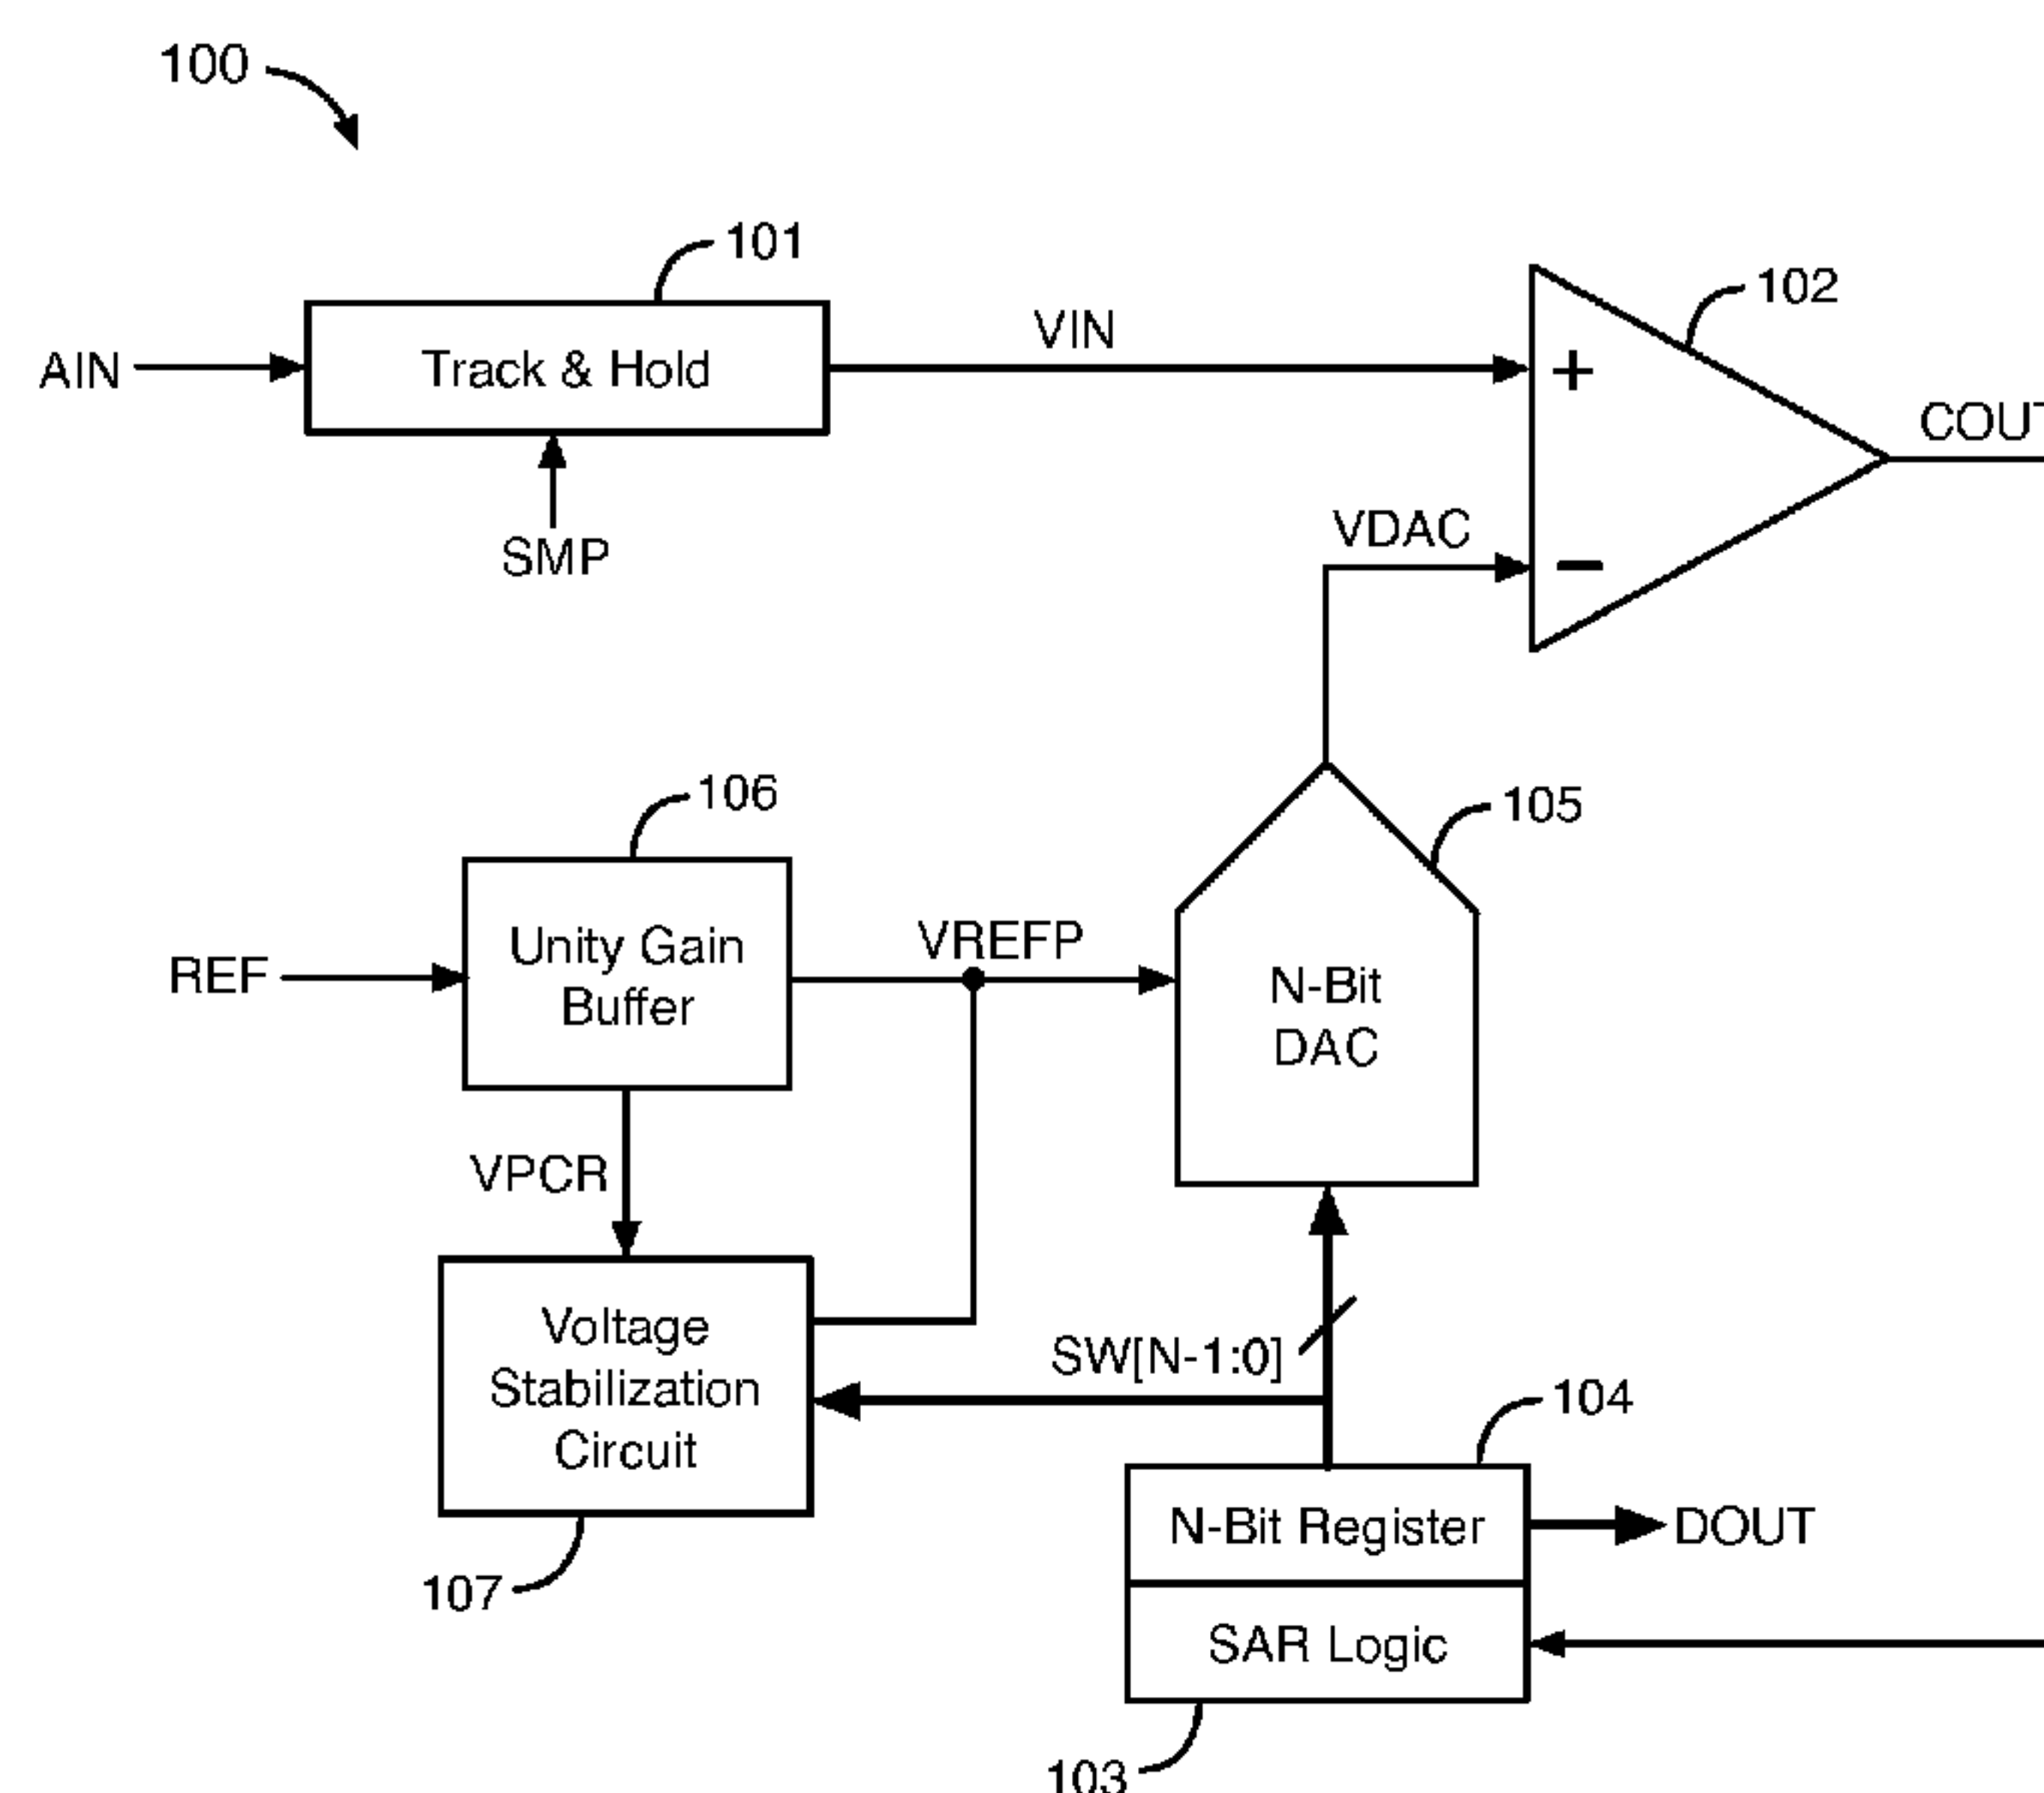 100
101
AIN
Track & Hold
VIN
SMP
102
+
COUT
VDAC
−
106
105
REF
Unity Gain
Buffer
VREFP
N-Bit
DAC
VPCR
Voltage
Stabilization
Circuit
SW[N-1:0]
104
N-Bit Register
DOUT
107
SAR Logic
103